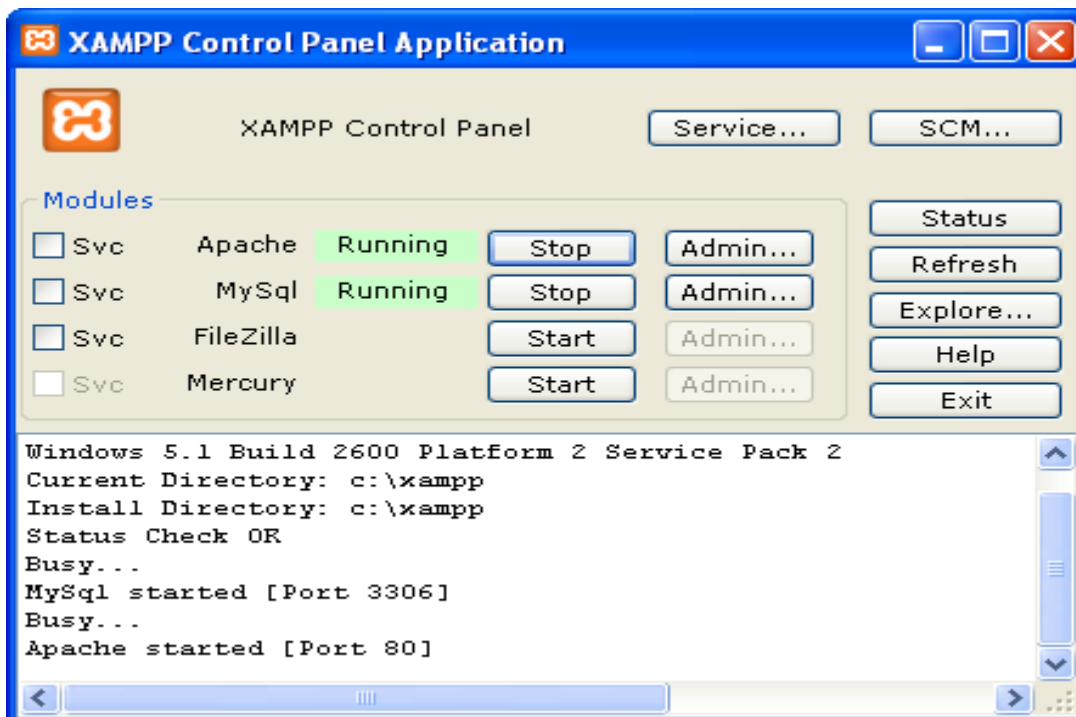 XAMPP Control Panel Application
XAMPP Control Panel Service... SCM...
Modules
Svc Apache Running Stop Admin...
Svc MySql Running Stop Admin...
Svc FileZilla Start Admin...
Svc Mercury Start Admin...
Status
Refresh
Explore...
Help
Exit
Windows 5.1 Build 2600 Platform 2 Service Pack 2
Current Directory: c:\xampp
Install Directory: c:\xampp
Status Check OK
Busy...
MySql started [Port 3306]
Busy...
Apache started [Port 80]